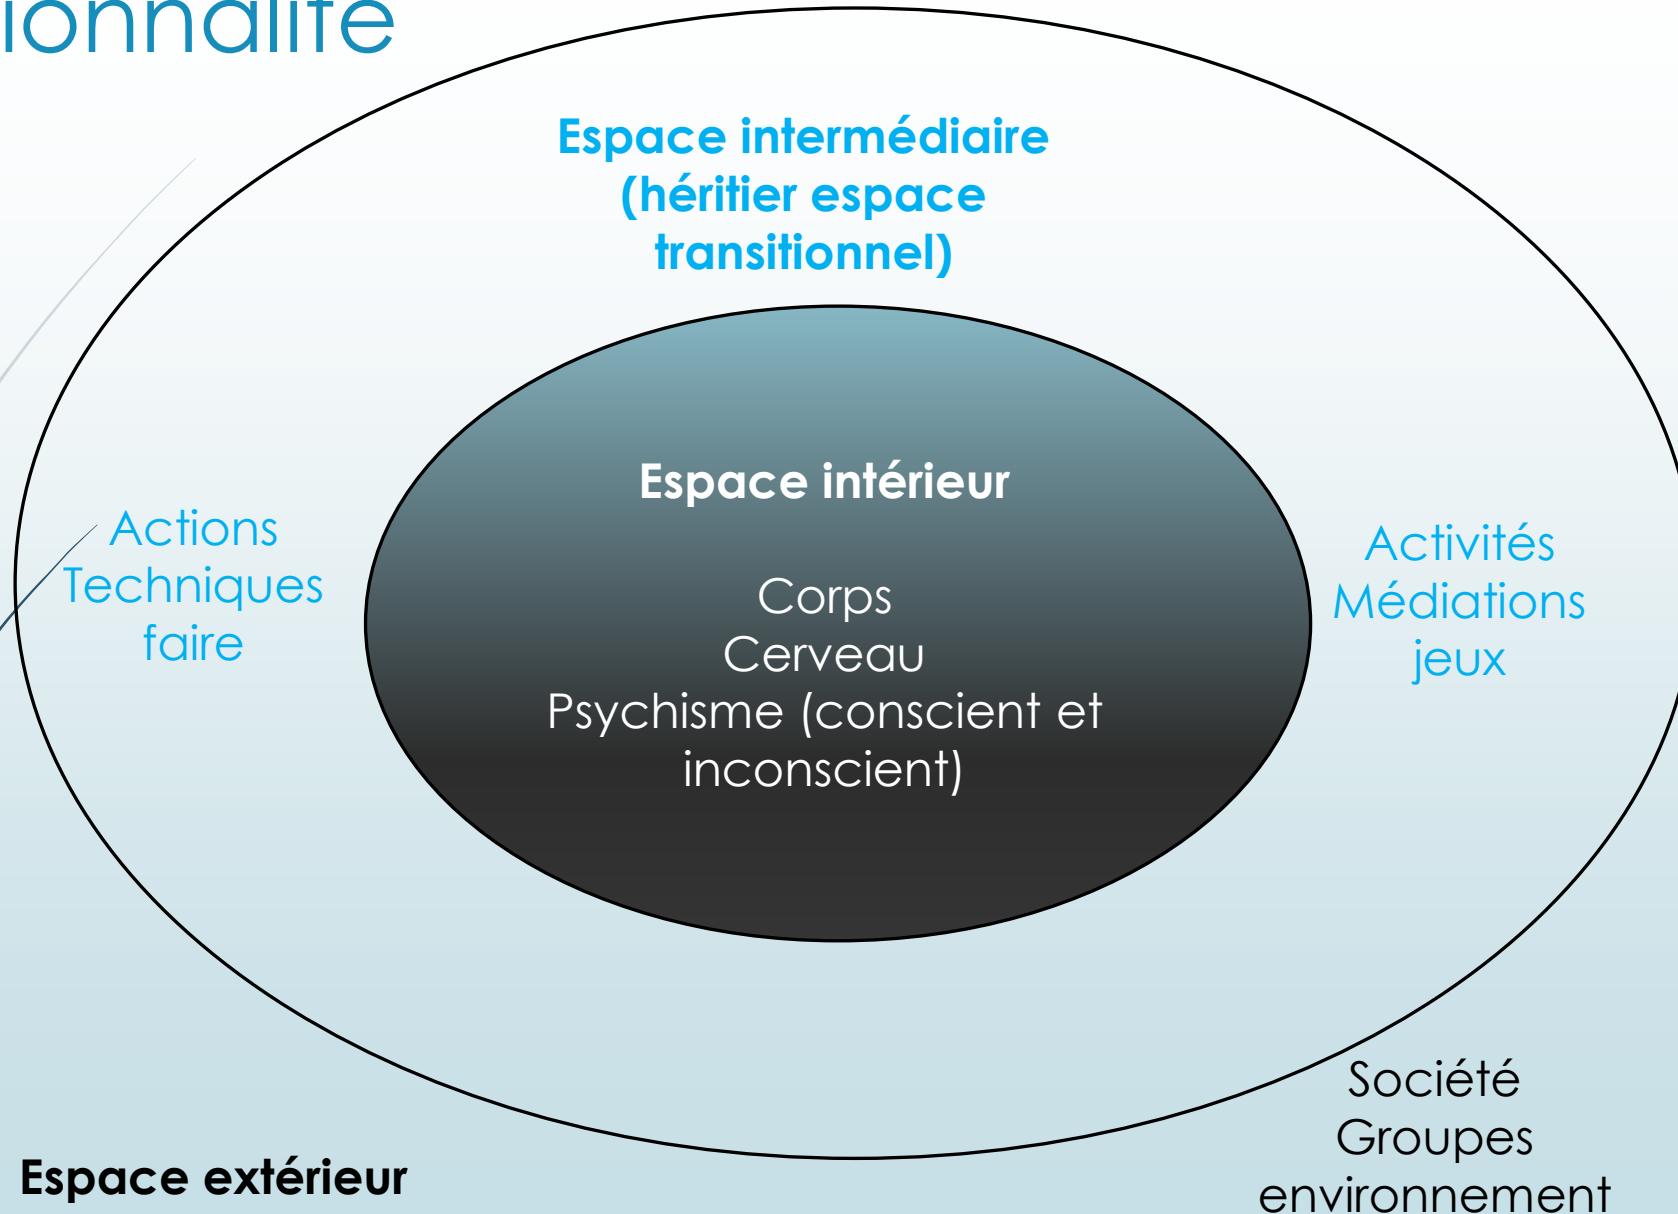 ionnalité
Espace intermédiaire
(héritier espace
transitionnel)
Espace intérieur
Corps
Cerveau
Psychisme (conscient et
inconscient)
Actions
Techniques
faire
Activités
Médiations
jeux
Société
Groupes
environnement
Espace extérieur